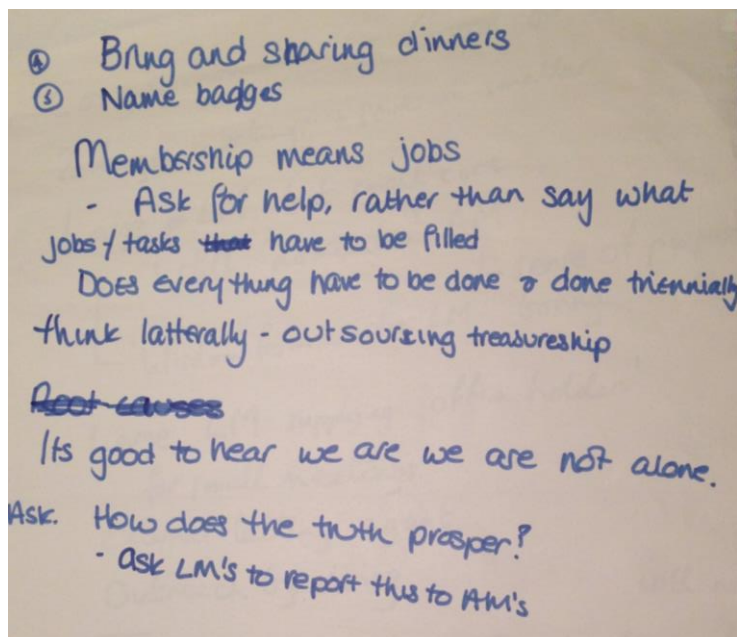 ④ Bring and sharing dinners
⑤ Name badges
Membership means jobs
- Ask for help, rather than say what
jobs / tasks that have to be filled
Does everything have to be done & done triennially
think latterally - outsourcing treasureship
Root causes
Its good to hear we are we are not alone.
Ask. How does the truth prosper?
- ask LM's to report this to AM's